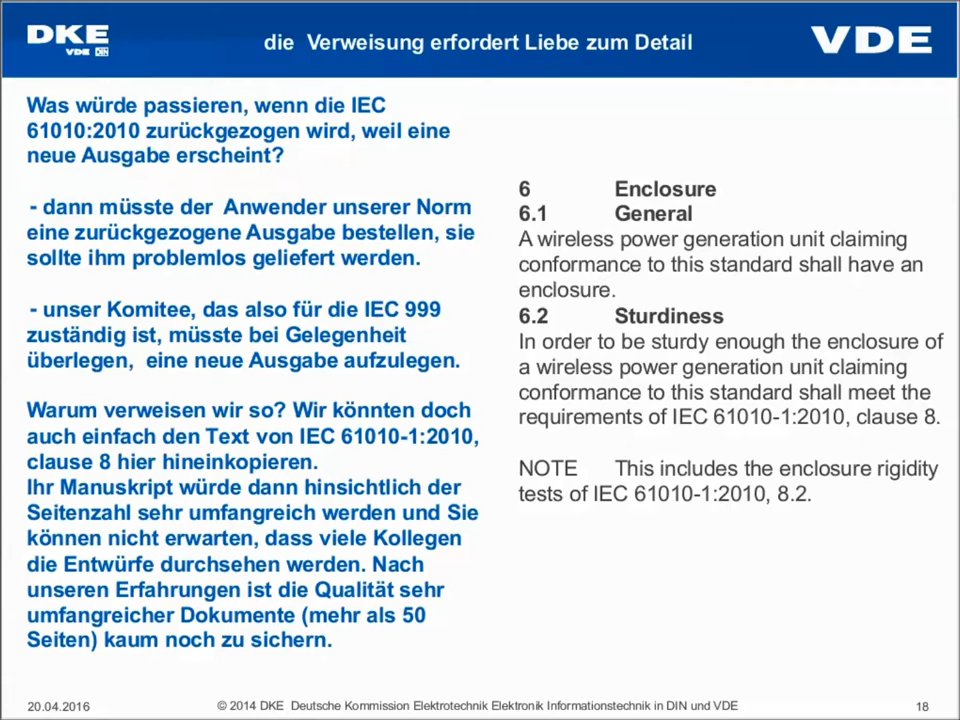 DKE
VDE DIN
die Verweisung erfordert Liebe zum Detail
VDE
Was würde passieren, wenn die IEC
61010:2010 zurückgezogen wird, weil eine
neue Ausgabe erscheint?
- dann müsste der Anwender unserer Norm
eine zurückgezogene Ausgabe bestellen, sie
sollte ihm problemlos geliefert werden.
- unser Komitee, das also für die IEC 999
zuständig ist, müsste bei Gelegenheit
überlegen, eine neue Ausgabe aufzulegen.
Warum verweisen wir so? Wir könnten doch
auch einfach den Text von IEC 61010-1:2010,
clause 8 hier hineinkopieren.
Ihr Manuskript würde dann hinsichtlich der
Seitenzahl sehr umfangreich werden und Sie
können nicht erwarten, dass viele Kollegen
die Entwürfe durchsehen werden. Nach
unseren Erfahrungen ist die Qualität sehr
umfangreicher Dokumente (mehr als 50
Seiten) kaum noch zu sichern.
6 Enclosure
6.1 General
A wireless power generation unit claiming
conformance to this standard shall have an
enclosure.
6.2 Sturdiness
In order to be sturdy enough the enclosure of
a wireless power generation unit claiming
conformance to this standard shall meet the
requirements of IEC 61010-1:2010, clause 8.
NOTE This includes the enclosure rigidity
tests of IEC 61010-1:2010, 8.2.
20.04.2016
© 2014 DKE Deutsche Kommission Elektrotechnik Elektronik Informationstechnik in DIN und VDE
18